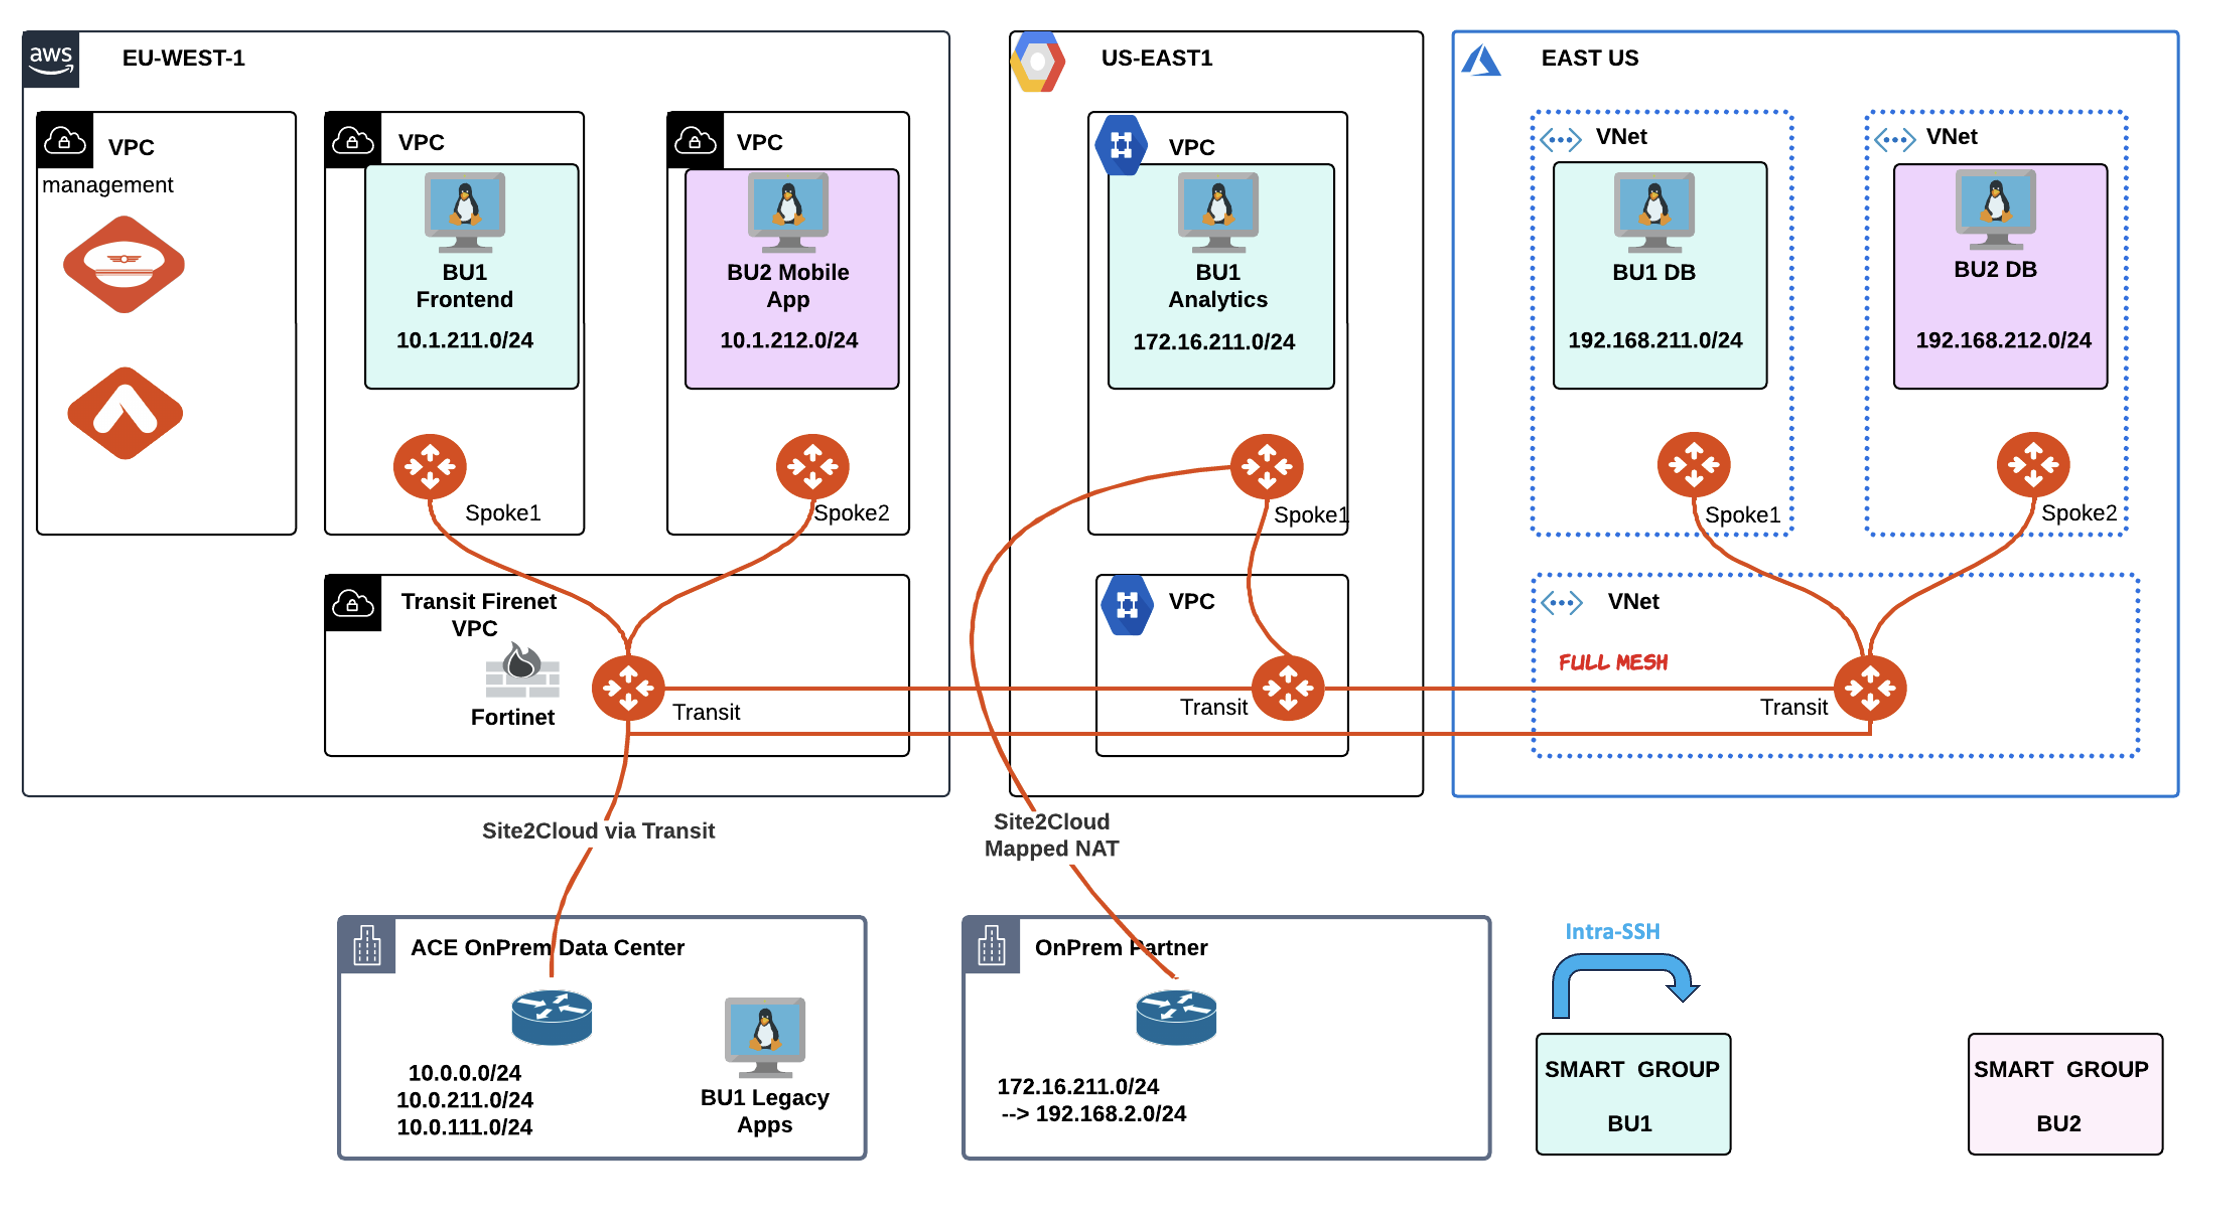 aws
EU-WEST-1
VPC
management
VPC
BU1
Frontend
10.1.211.0/24
Spoke1
VPC
BU2 Mobile
App
10.1.212.0/24
Spoke2
Transit Firenet
VPC
Fortinet
Transit
US-EAST1
VPC
BU1
Analytics
172.16.211.0/24
Spoke1
VPC
Transit
EAST US
VNet
BU1 DB
192.168.211.0/24
Spoke1
VNet
BU2 DB
192.168.212.0/24
Spoke2
VNet
FULL MESH
Transit
Site2Cloud via Transit
Site2Cloud
Mapped NAT
ACE OnPrem Data Center
10.0.0.0/24
10.0.211.0/24
10.0.111.0/24
BU1 Legacy
Apps
OnPrem Partner
172.16.211.0/24
--> 192.168.2.0/24
Intra-SSH
SMART GROUP
BU1
SMART GROUP
BU2